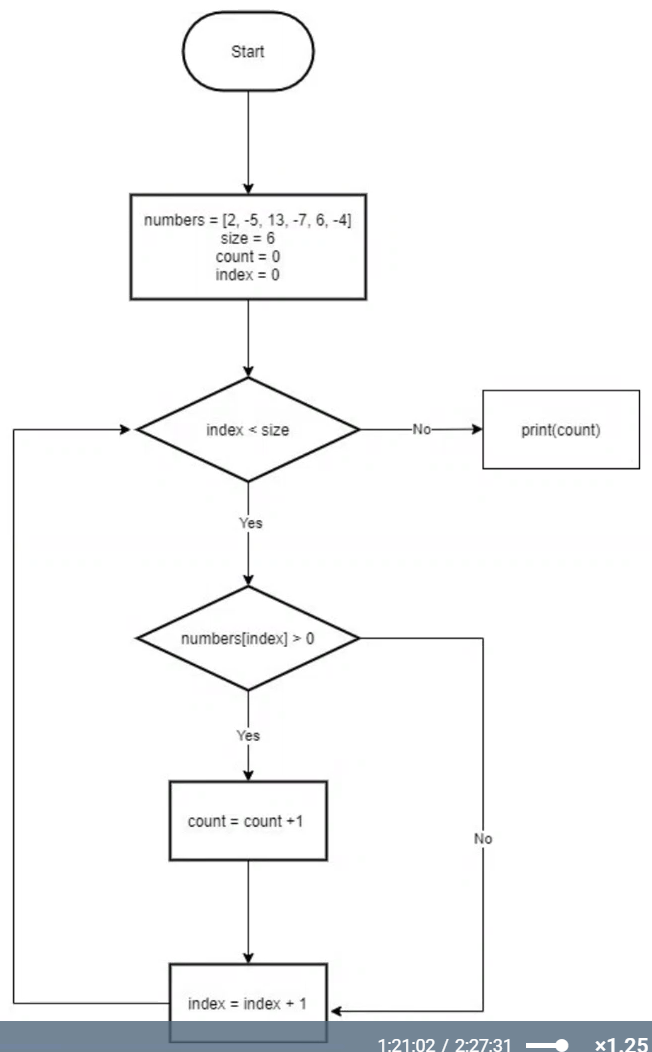 Start
numbers = [2, -5, 13, -7, 6, -4]
size = 6
count = 0
index = 0
index < size
No
print(count)
Yes
numbers[index] > 0
Yes
count = count +1
No
index = index + 1
1:21:02 / 2:27:31
×1.25